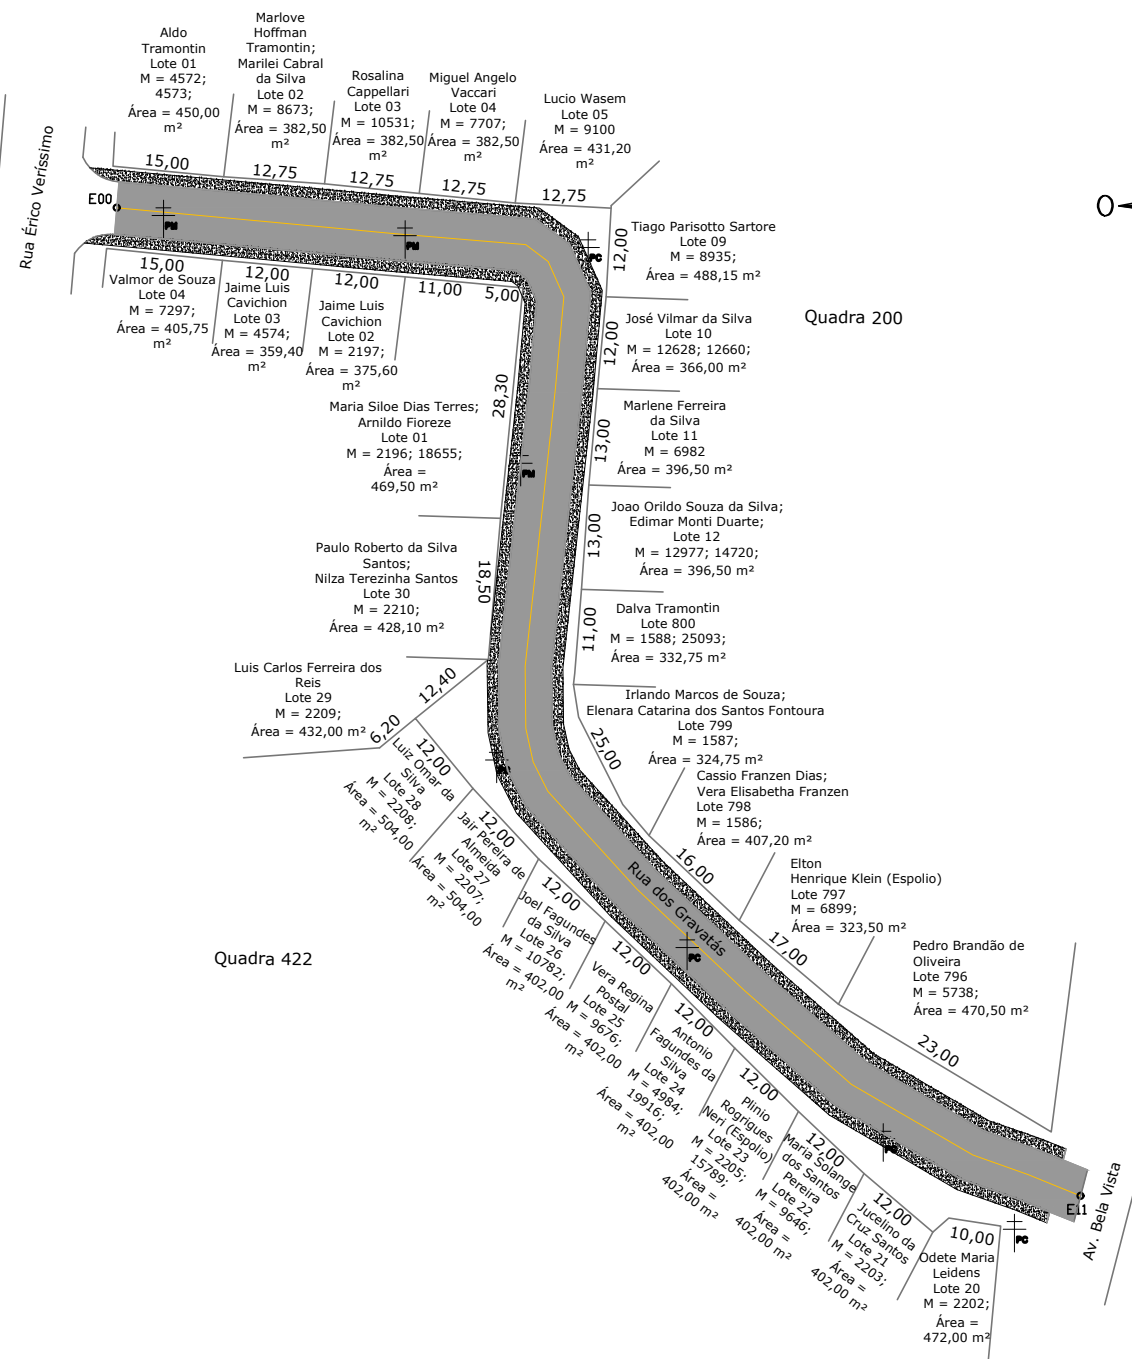 Aldo
Tramontin
Lote 01
M = 4572;
4573;
Área = 450,00
m²
Marlove
Hoffman
Tramontin;
Marilei Cabral
da Silva
Lote 02
M = 8673;
Área = 382,50
m²
Rosalina
Cappellari
Lote 03
M = 10531;
Área = 382,50
m²
Miguel Angelo
Vaccari
Lote 04
M = 7707;
Área = 382,50
m²
Lucio Wasem
Lote 05
M = 9100
Área = 431,20
m²
Rua Érico Veríssimo
15,00
12,75
12,75
12,75
12,75
E00
PM
PM
PC
O
12,00
Tiago Parisotto Sartore
Lote 09
M = 8935;
Área = 488,15 m²
15,00
12,00
12,00
11,00
5,00
Valmor de Souza
Lote 04
M = 7297;
Área = 405,75
m²
Jaime Luis
Cavichion
Lote 03
M = 4574;
Área = 359,40
m²
Jaime Luis
Cavichion
Lote 02
M = 2197;
Área = 375,60
m²
Quadra 200
12,00
José Vilmar da Silva
Lote 10
M = 12628; 12660;
Área = 366,00 m²
28,30
Maria Siloe Dias Terres;
Arnildo Fioreze
Lote 01
M = 2196; 18655;
Área =
469,50 m²
13,00
Marlene Ferreira
da Silva
Lote 11
M = 6982
Área = 396,50 m²
PM
13,00
Joao Orildo Souza da Silva;
Edimar Monti Duarte;
Lote 12
M = 12977; 14720;
Área = 396,50 m²
18,50
Paulo Roberto da Silva
Santos;
Nilza Terezinha Santos
Lote 30
M = 2210;
Área = 428,10 m²
11,00
Dalva Tramontin
Lote 800
M = 1588; 25093;
Área = 332,75 m²
Luis Carlos Ferreira dos
Reis
Lote 29
M = 2209;
Área = 432,00 m²
12,40
6,20
25,00
Irlando Marcos de Souza;
Elenara Catarina dos Santos Fontoura
Lote 799
M = 1587;
Área = 324,75 m²
Cassio Franzen Dias;
Vera Elisabetha Franzen
Lote 798
M = 1586;
Área = 407,20 m²
16,00
Elton
Henrique Klein (Espolio)
Lote 797
M = 6899;
Área = 323,50 m²
17,00
Pedro Brandão de
Oliveira
Lote 796
M = 5738;
Área = 470,50 m²
23,00
Rua dos Gravatás
PC
Quadra 422
12,00
Luiz Omar da
Silva
Lote 28
M = 2208;
Área = 504,00
m²
12,00
Jair Pereira de
Almeida
Lote 27
M = 2207;
Área = 504,00
m²
12,00
Joel Fagundes
da Silva
Lote 26
M = 10782;
Área = 402,00
m²
12,00
Vera Regina
Postal
Lote 25
M = 9676;
Área = 402,00
m²
12,00
Antonio
Fagundes da
Silva
Lote 24
M = 4984;
19916;
Área = 402,00
m²
12,00
Plinio
Rogrigues
Neri (Espolio)
Lote 23
M = 2205;
15789;
Área =
402,00 m²
12,00
Maria Solange
dos Santos
Pereira
Lote 22
M = 9646;
Área =
402,00 m²
12,00
Jucelino da
Cruz Santos
Lote 21
M = 2203;
Área =
402,00 m²
10,00
Odete Maria
Leidens
Lote 20
M = 2202;
Área =
472,00 m²
PC
E11
Av. Bela Vista